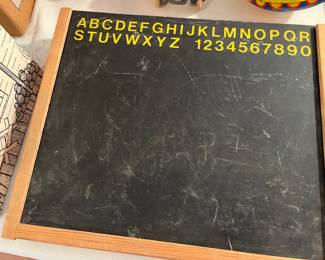 ABCDEFGHIJKLMNOPQR
STUVWXYZ 1234567890